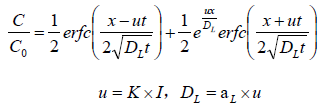 C/C₀ = 1/2 erfc((x − ut)/(2√(D_L t))) + 1/2 e^(ux/D_L) erfc((x + ut)/(2√(D_L t)))
u = K × I，D_L = a_L × u